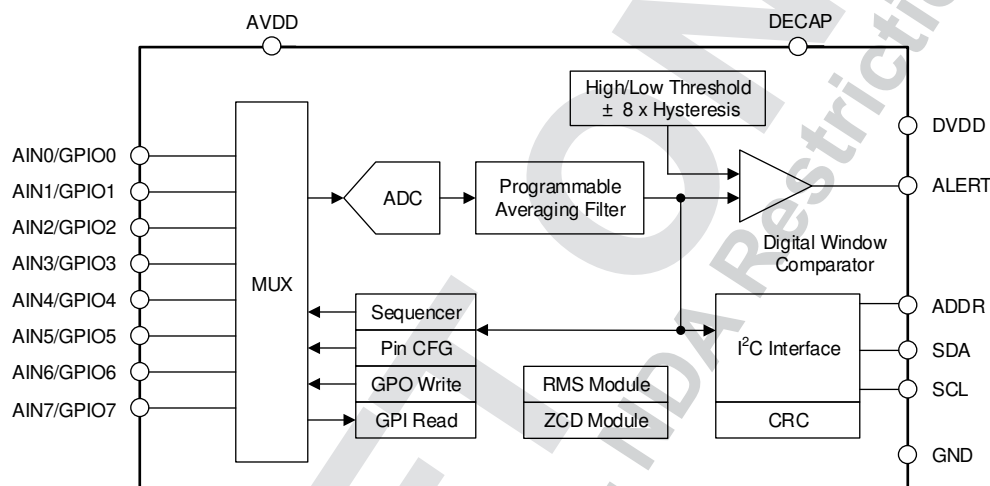 AVDD
DECAP
High/Low Threshold
± 8 x Hysteresis
DVDD
AIN0/GPIO0
AIN1/GPIO1
ALERT
ADC
Programmable
Averaging Filter
AIN2/GPIO2
AIN3/GPIO3
Digital Window
Comparator
MUX
AIN4/GPIO4
AIN5/GPIO5
AIN6/GPIO6
AIN7/GPIO7
Sequencer
Pin CFG
GPO Write
GPI Read
RMS Module
ZCD Module
I²C Interface
CRC
ADDR
SDA
SCL
GND
NDA Restrictio